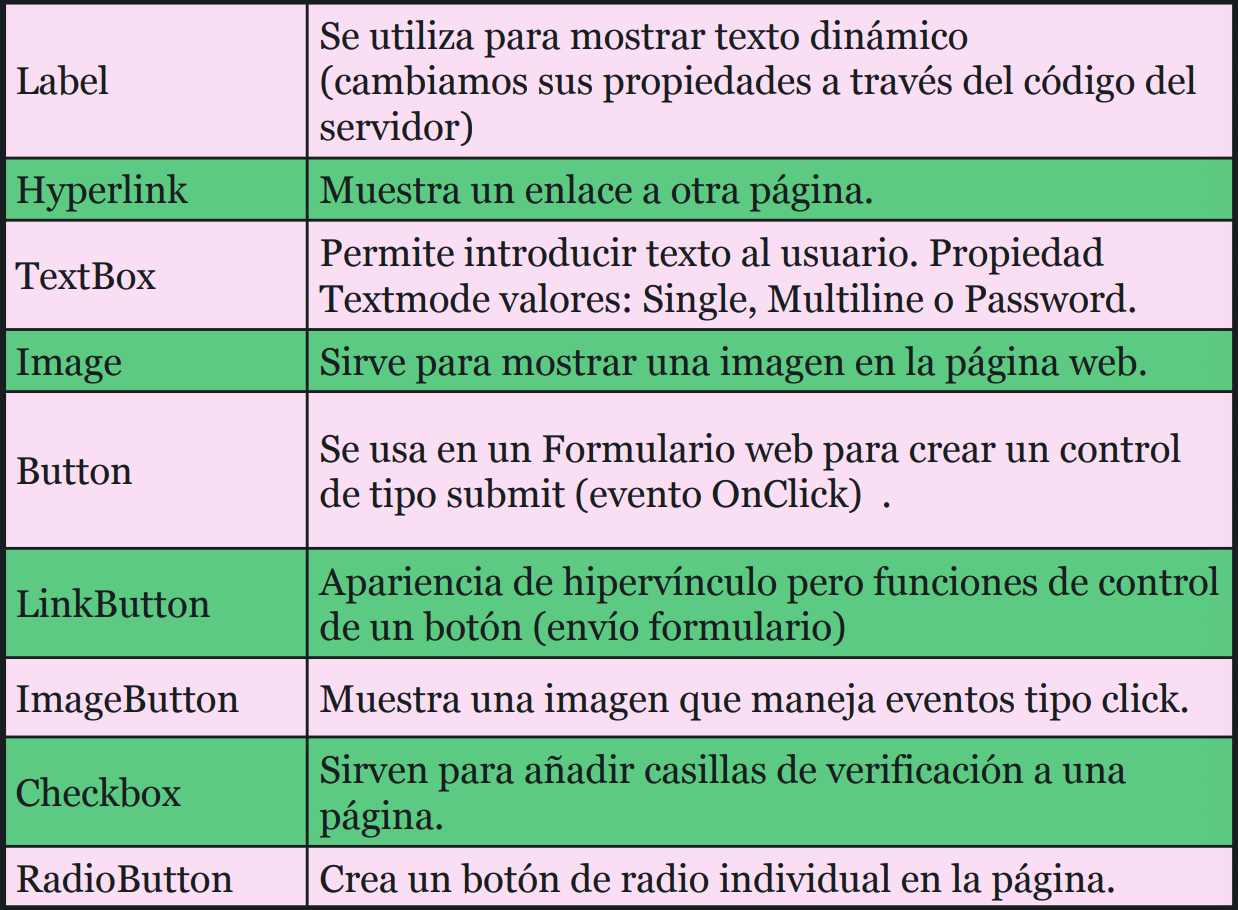 Label
Se utiliza para mostrar texto dinámico
(cambiamos sus propiedades a través del código del
servidor)
Hyperlink
Muestra un enlace a otra página.
TextBox
Permite introducir texto al usuario. Propiedad
Textmode valores: Single, Multiline o Password.
Image
Sirve para mostrar una imagen en la página web.
Button
Se usa en un Formulario web para crear un control
de tipo submit (evento OnClick)  .
LinkButton
Apariencia de hipervínculo pero funciones de control
de un botón (envío formulario)
ImageButton
Muestra una imagen que maneja eventos tipo click.
Checkbox
Sirven para añadir casillas de verificación a una
página.
RadioButton
Crea un botón de radio individual en la página.